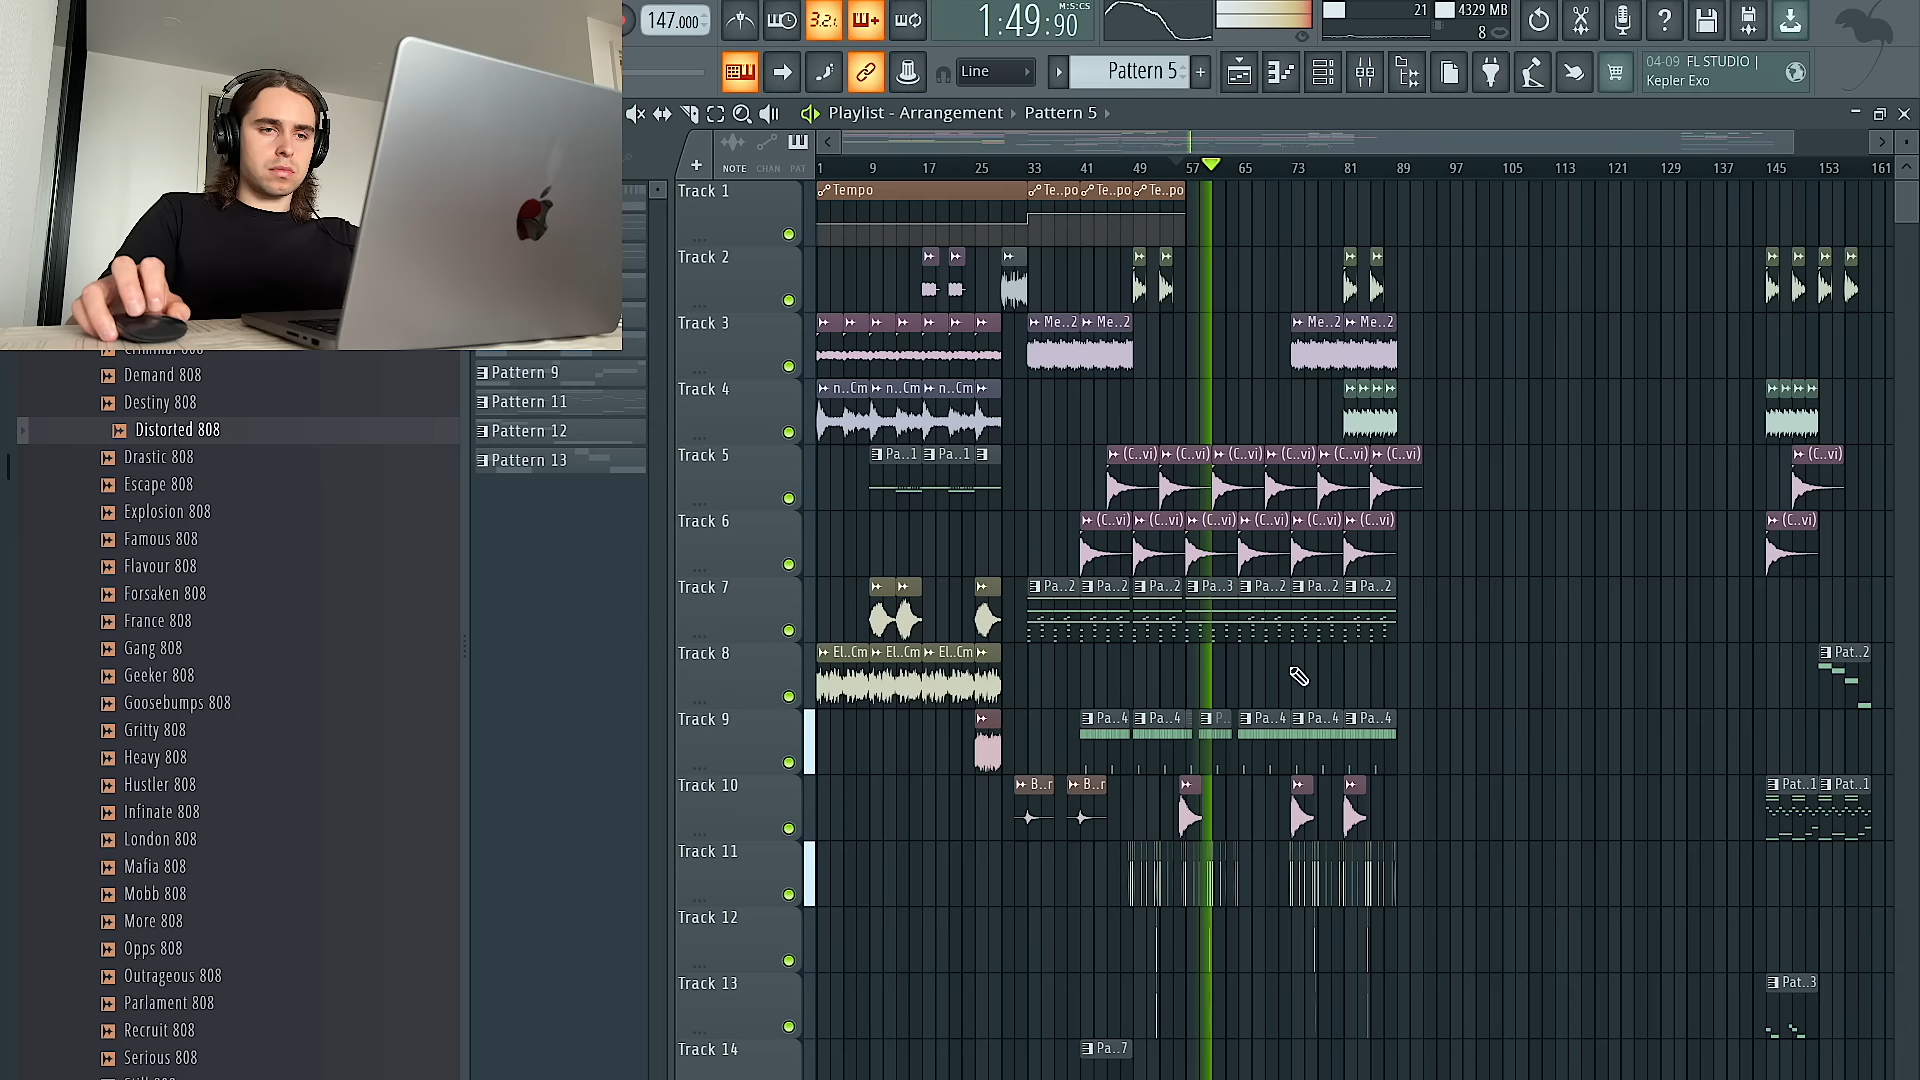 147.000
3.2.
1:49:90
M:S:CS
21
4329 MB
8
Line
Pattern 5
04-09 FL STUDIO |
Kepler Exo
Playlist - Arrangement › Pattern 5 ›
NOTE CHAN PAT
1 9 17 25 33 41 49 57 65 73 81 89 97 105 113 121 129 137 145 153 161
Track 1
Tempo Te..po Te..po Te..po
Track 2
Track 3
Me..2 Me..2 Me..2 Me..2
Track 4
n..Cm n..Cm n..Cm
Track 5
Pa..1 Pa..1 (C..vi) (C..vi) (C..vi) (C..vi) (C..vi) (C..vi) (C..vi)
Track 6
(C..vi) (C..vi) (C..vi) (C..vi) (C..vi) (C..vi) (C..vi)
Track 7
Pa..2 Pa..2 Pa..2 Pa..3 Pa..2 Pa..2 Pa..2
Track 8
El..Cm El..Cm El..Cm Pat..2
Track 9
Pa..4 Pa..4 P.. Pa..4 Pa..4 Pa..4
Track 10
B..r B..r Pat..1 Pat..1
Track 11
Track 12
Track 13
Pat..3
Track 14
Pa..7
Pattern 9
Pattern 11
Pattern 12
Pattern 13
Demand 808
Destiny 808
Distorted 808
Drastic 808
Escape 808
Explosion 808
Famous 808
Flavour 808
Forsaken 808
France 808
Gang 808
Geeker 808
Goosebumps 808
Gritty 808
Heavy 808
Hustler 808
Infinate 808
London 808
Mafia 808
Mobb 808
More 808
Opps 808
Outrageous 808
Parlament 808
Recruit 808
Serious 808